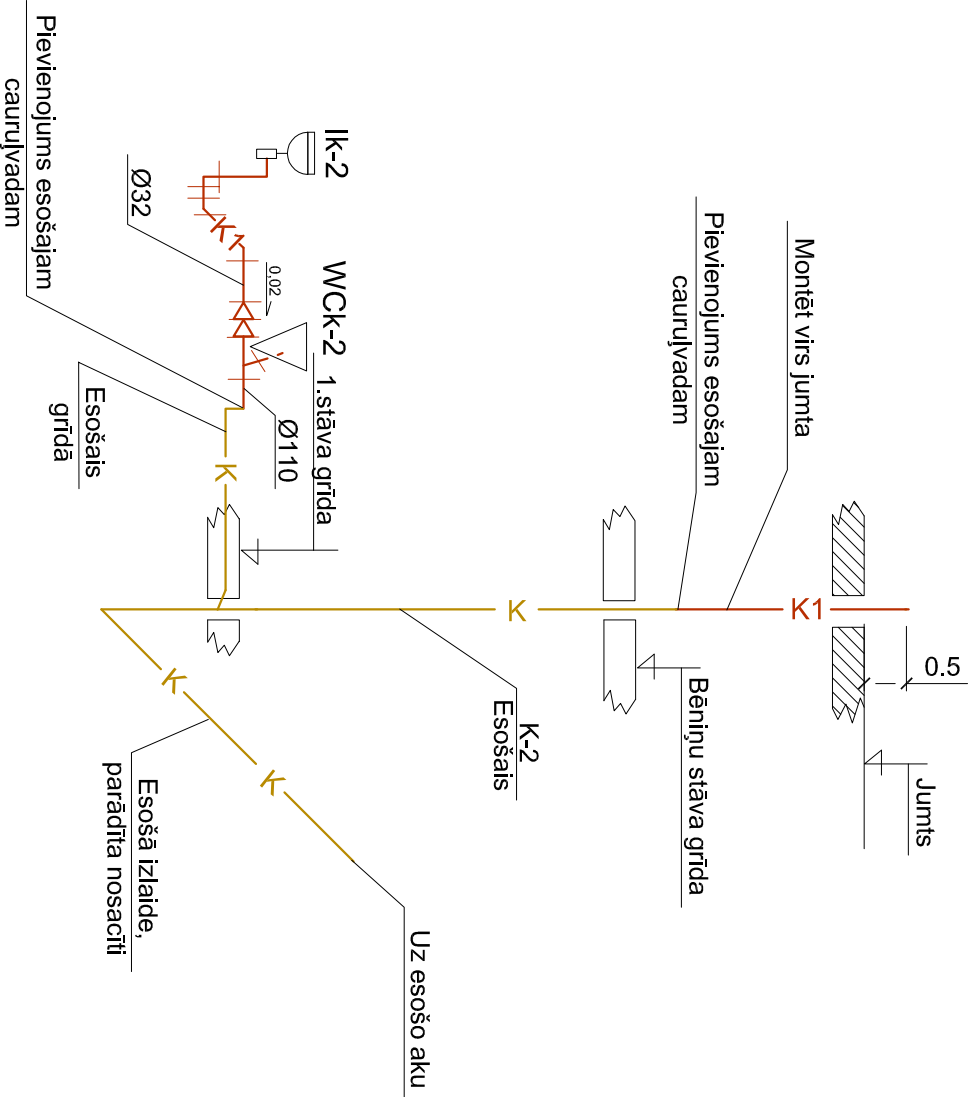 0.5
Jumts
Montēt virs jumta
K1
Pievienojums esošajam
cauruļvadam
Bēniņu stāva grīda
K
K-2
Esošais
Ik-2
WCk-2
K1
0,02
Ø32
Ø110
1.stāva grīda
K
Pievienojums esošajam
cauruļvadam
Esošais
grīdā
K
K
Esošā izlaide,
parādīta nosacīti
Uz esošo aku